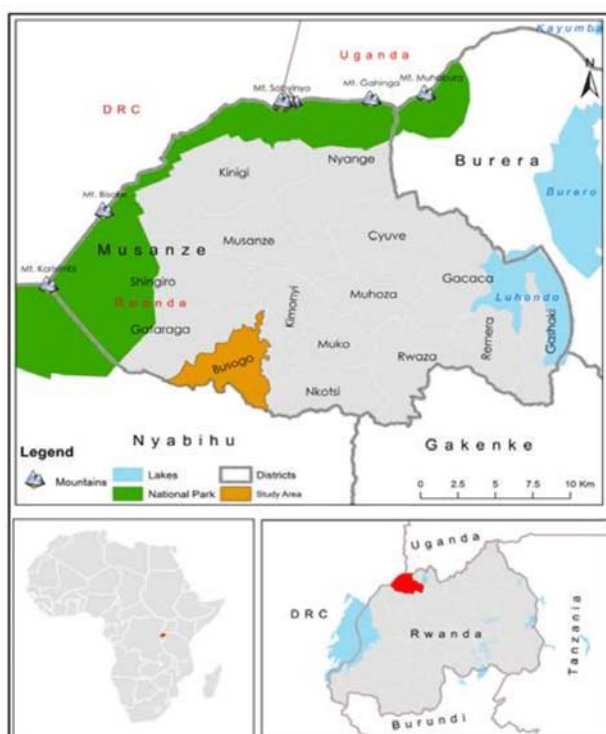 Kayumba
Uganda
N
Mt. Sabyinyo
Mt. Gahinga
Mt. Muhabura
DRC
Burera
Nyange
Kinigi
Burero
Mt. Bisoke
Musanze
Musanze
Cyuve
Mt. Karisimbi
Shingiro
Gacaca
Rwanda
Kimonyi
Muhoza
Luhondo
Gataraga
Busogo
Muko
Rwaza
Remera
Gashaki
Nkotsi
Nyabihu
Gakenke
Legend
Mountains
Lakes
Districts
National Park
Study Area
0 2.5 5 7.5 10 Km
Uganda
DRC
Rwanda
Tanzania
Burundi